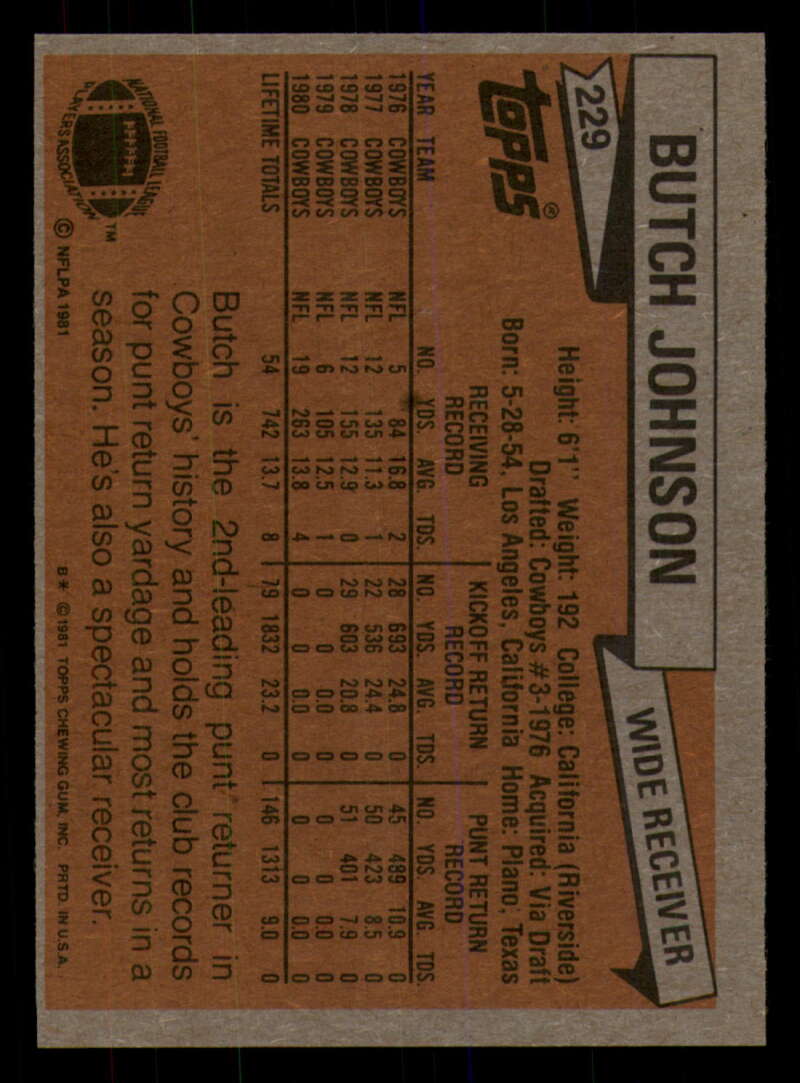 BUTCH JOHNSON
WIDE RECEIVER
229
topps®
Height: 6'1" Weight: 192 College: California (Riverside)
Drafted: Cowboys #3-1976 Acquired: Via Draft
Born: 5-28-54, Los Angeles, California Home: Plano, Texas
RECEIVING RECORD KICKOFF RETURN RECORD PUNT RETURN RECORD
YEAR TEAM NO. YDS. AVG. TDS. NO. YDS. AVG. TDS. NO. YDS. AVG. TDS.
1976 COWBOYS NFL 5 84 16.8 2 28 693 24.8 0 45 489 10.9 0
1977 COWBOYS NFL 12 135 11.3 1 22 536 24.4 0 50 423 8.5 0
1978 COWBOYS NFL 12 155 12.9 0 29 603 20.8 0 51 401 7.9 0
1979 COWBOYS NFL 6 105 12.5 1 0 0 0.0 0 0 0 0.0 0
1980 COWBOYS NFL 19 263 13.8 4 0 0 0.0 0 0 0 0.0 0
LIFETIME TOTALS 54 742 13.7 8 79 1832 23.2 0 146 1313 9.0 0
Butch is the 2nd-leading punt returner in
Cowboys' history and holds the club records
for punt return yardage and most returns in a
season. He's also a spectacular receiver.
NATIONAL FOOTBALL LEAGUE
PLAYERS ASSOCIATION
™
© NFLPA 1981
B* ©1981 TOPPS CHEWING GUM, INC. PRTD. IN U.S.A.